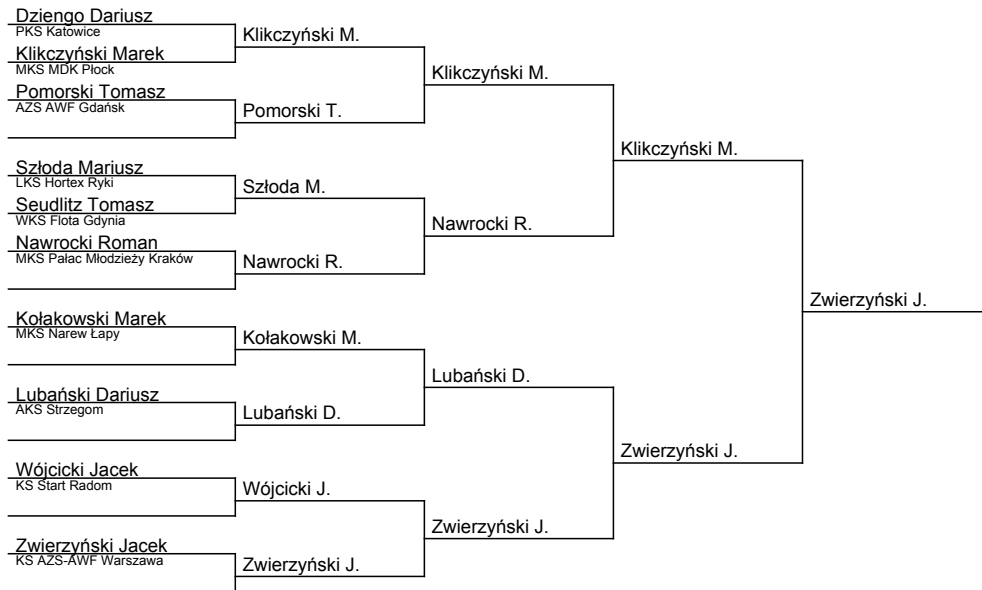 Dziengo Dariusz
PKS Katowice
Klikczyński Marek
MKS MDK Płock
Pomorski Tomasz
AZS AWF Gdańsk
Szłoda Mariusz
LKS Hortex Ryki
Seudlitz Tomasz
WKS Flota Gdynia
Nawrocki Roman
MKS Pałac Młodzieży Kraków
Kołakowski Marek
MKS Narew Łapy
Lubański Dariusz
AKS Strzegom
Wójcicki Jacek
KS Start Radom
Zwierzyński Jacek
KS AZS-AWF Warszawa
Klikczyński M.
Pomorski T.
Szłoda M.
Nawrocki R.
Kołakowski M.
Lubański D.
Wójcicki J.
Zwierzyński J.
Klikczyński M.
Nawrocki R.
Lubański D.
Zwierzyński J.
Klikczyński M.
Zwierzyński J.
Zwierzyński J.